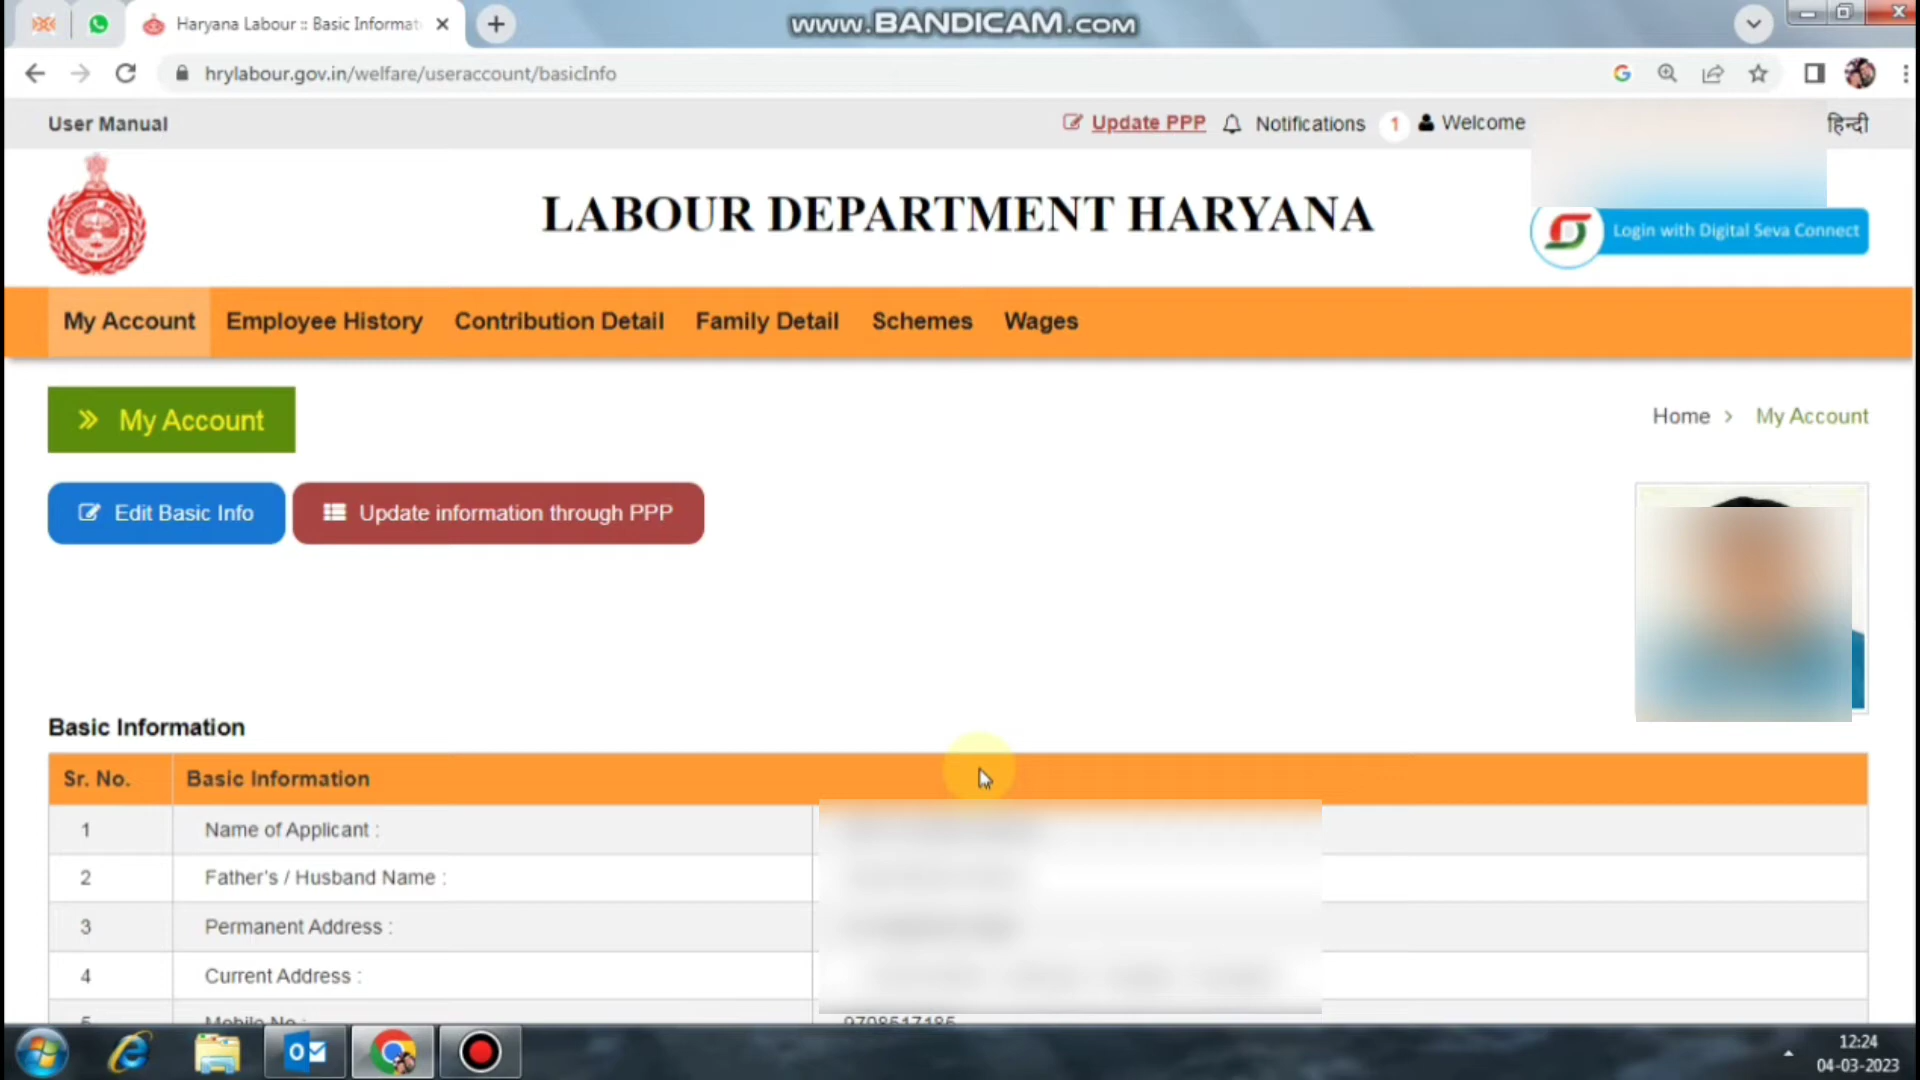 Haryana Labour :: Basic Informat
www.BANDICAM.com
hrylabour.gov.in/welfare/useraccount/basicInfo
User Manual
Update PPP Notifications 1 Welcome हिन्दी
LABOUR DEPARTMENT HARYANA
Login with Digital Seva Connect
My Account Employee History Contribution Detail Family Detail Schemes Wages
» My Account
Home > My Account
Edit Basic Info Update information through PPP
Basic Information
Sr. No. Basic Information
1 Name of Applicant :
2 Father's / Husband Name :
3 Permanent Address :
4 Current Address :
5 Mobile No :
12:24
04-03-2023